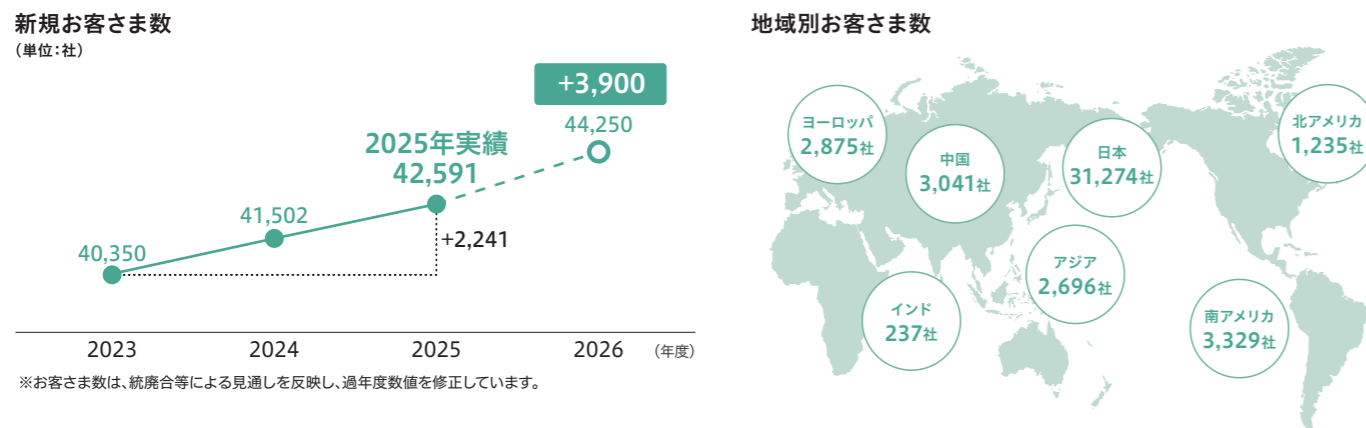 新規お客さま数
（単位：社）
+3,900
44,250
2025年実績
42,591
41,502
40,350
+2,241
2023
2024
2025
2026
（年度）
※お客さま数は、統廃合等による見通しを反映し、過年度数値を修正しています。
地域別お客さま数
ヨーロッパ
2,875社
中国
3,041社
日本
31,274社
北アメリカ
1,235社
アジア
2,696社
インド
237社
南アメリカ
3,329社